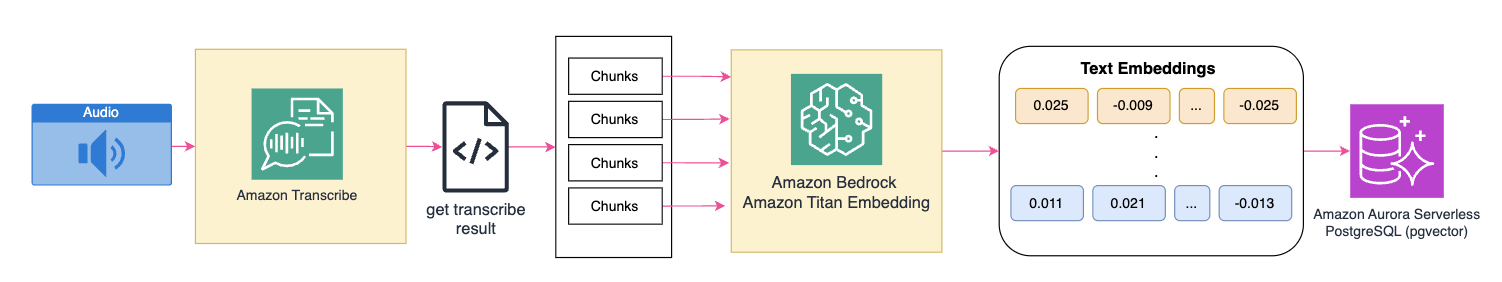 Audio
Amazon Transcribe
</>
get transcribe
result
Chunks
Chunks
Chunks
Chunks
Amazon Bedrock
Amazon Titan Embedding
Text Embeddings
0.025 -0.009 ... -0.025
.
.
.
0.011 0.021 ... -0.013
Amazon Aurora Serverless
PostgreSQL (pgvector)